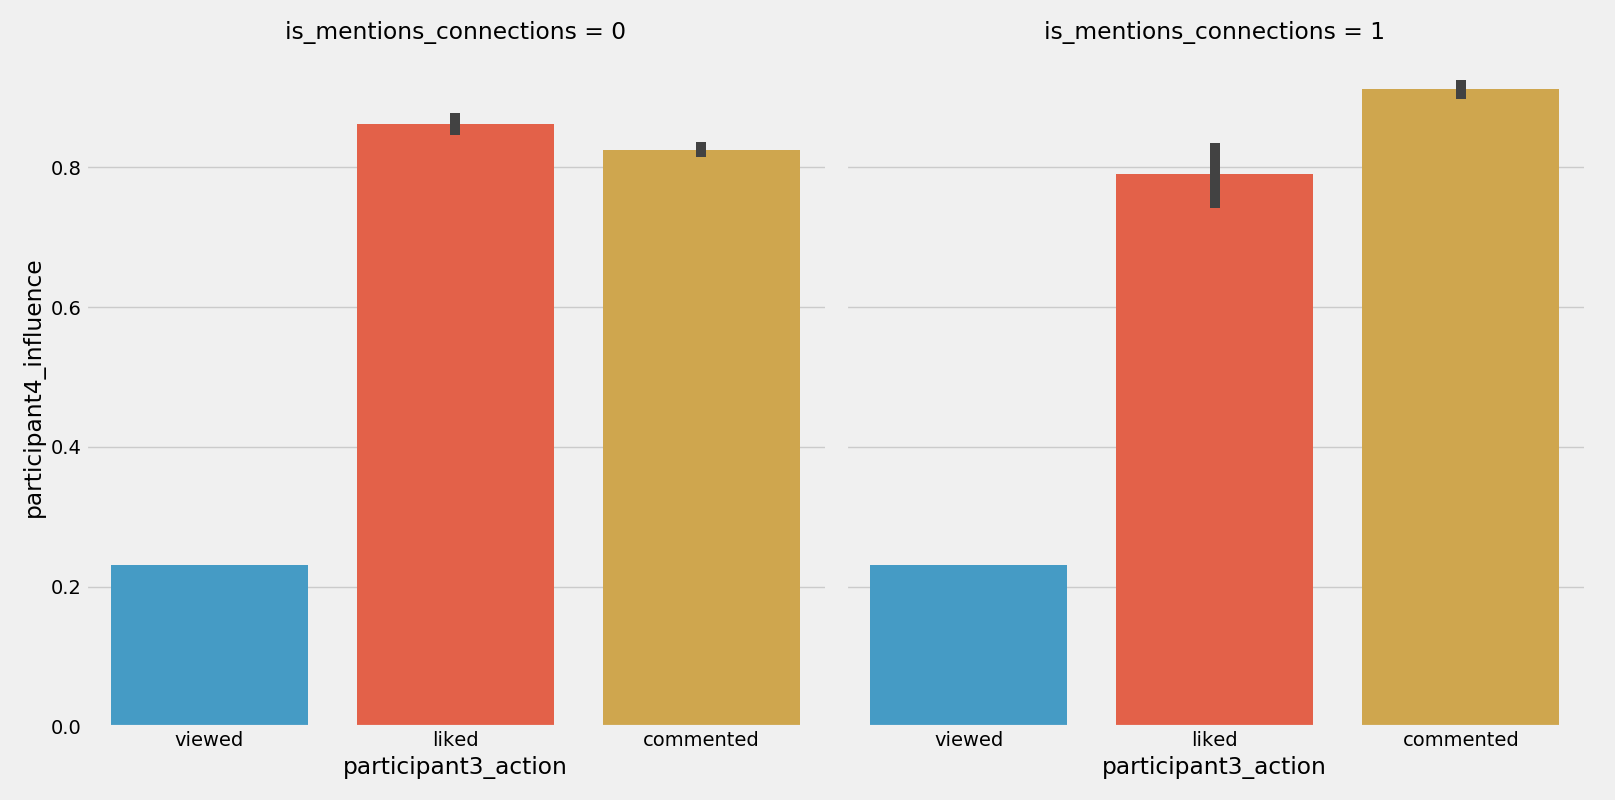 is_mentions_connections = 0
is_mentions_connections = 1
participant4_influence
0.8
0.6
0.4
0.2
0.0
viewed
liked
commented
viewed
liked
commented
participant3_action
participant3_action